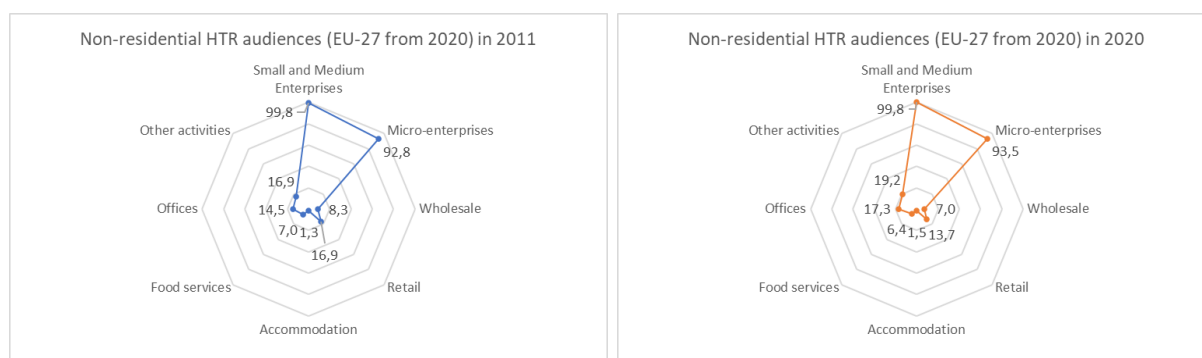 Non-residential HTR audiences (EU-27 from 2020) in 2011
Small and Medium
Enterprises
99,8
Other activities
Micro-enterprises
92,8
16,9
Offices
14,5
8,3
Wholesale
7,0
1,3
16,9
Food services
Retail
Accommodation
Non-residential HTR audiences (EU-27 from 2020) in 2020
Small and Medium
Enterprises
99,8
Other activities
Micro-enterprises
93,5
19,2
Offices
17,3
7,0
Wholesale
6,4
1,5
13,7
Food services
Retail
Accommodation